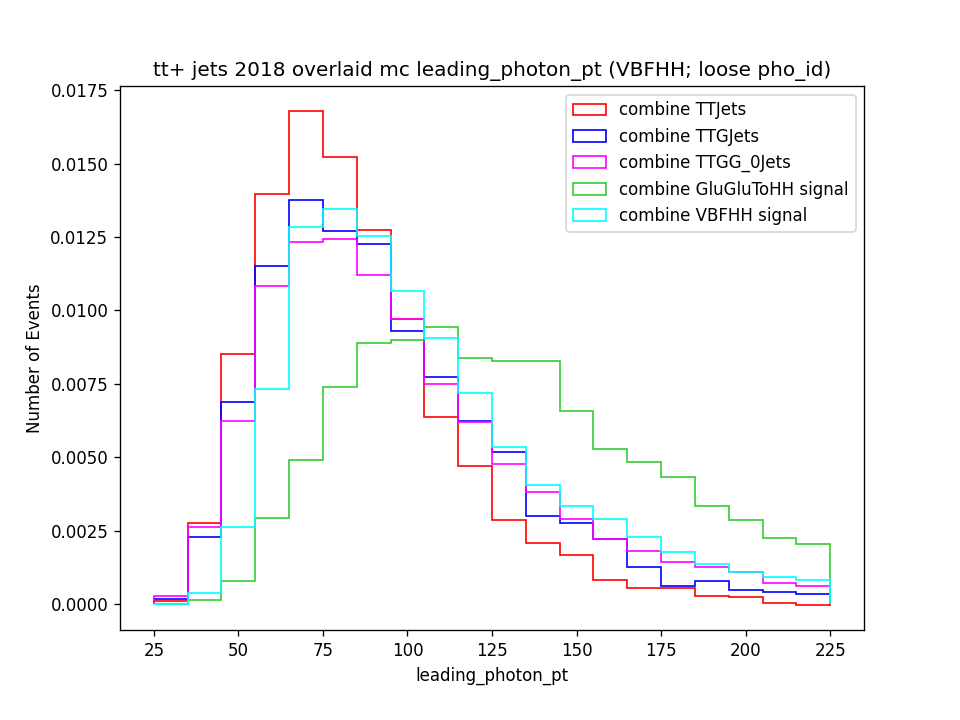 tt+ jets 2018 overlaid mc leading_photon_pt (VBFHH; loose pho_id)
combine TTJets
combine TTGJets
combine TTGG_0Jets
combine GluGluToHH signal
combine VBFHH signal
Number of Events
0.0175
0.0150
0.0125
0.0100
0.0075
0.0050
0.0025
0.0000
25 50 75 100 125 150 175 200 225
leading_photon_pt